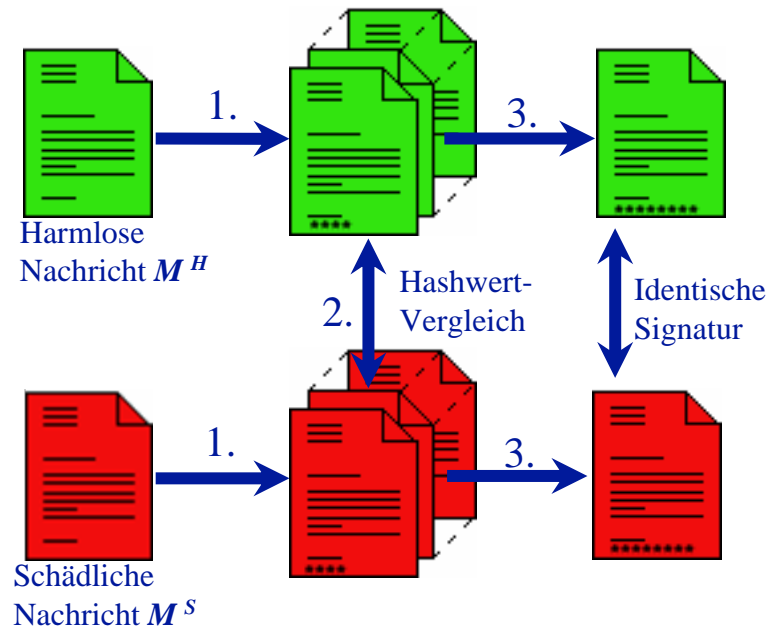 1.
3.
Harmlose
Nachricht M^H
2.
Hashwert-
Vergleich
Identische
Signatur
1.
3.
Schädliche
Nachricht M^S